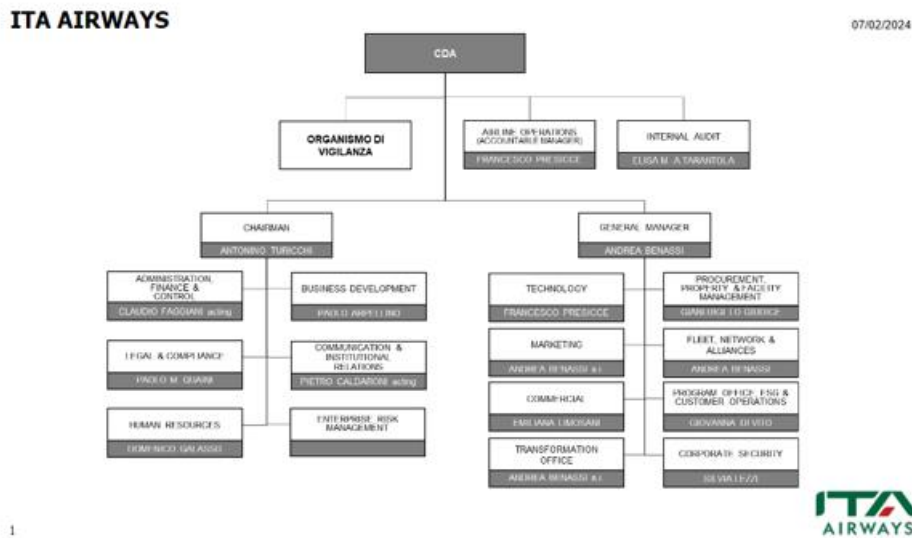 ITA AIRWAYS
07/02/2024
CDA
ORGANISMO DI
VIGILANZA
AIRLINE OPERATIONS
(ACCOUNTABLE MANAGER)
FRANCESCO PRESICCE
INTERNAL AUDIT
ELISA M. A TARANTOLA
CHAIRMAN
ANTONINO TURICCHI
GENERAL MANAGER
ANDREA BENASSI
ADMINISTRATION,
FINANCE &
CONTROL
CLAUDIO FAGGIANI acting
BUSINESS DEVELOPMENT
PAOLO ARPELLINO
LEGAL & COMPLIANCE
PAOLO M. QUAINI
COMMUNICATION &
INSTITUTIONAL
RELATIONS
PIETRO CALDARONI acting
HUMAN RESOURCES
DOMENICO GALASSO
ENTERPRISE RISK
MANAGEMENT
TECHNOLOGY
FRANCESCO PRESICCE
PROCUREMENT,
PROPERTY & FACILITY
MANAGEMENT
GIANLUIGI LO GIUDICE
MARKETING
ANDREA BENASSI a.i.
FLEET, NETWORK &
ALLIANCES
ANDREA BENASSI
COMMERCIAL
EMILIANA LIMOSANI
PROGRAM OFFICE, ESG &
CUSTOMER OPERATIONS
GIOVANNA DI VITO
TRANSFORMATION
OFFICE
ANDREA BENASSI a.i.
CORPORATE SECURITY
SILVIA LEZZI
1
ITA
AIRWAYS